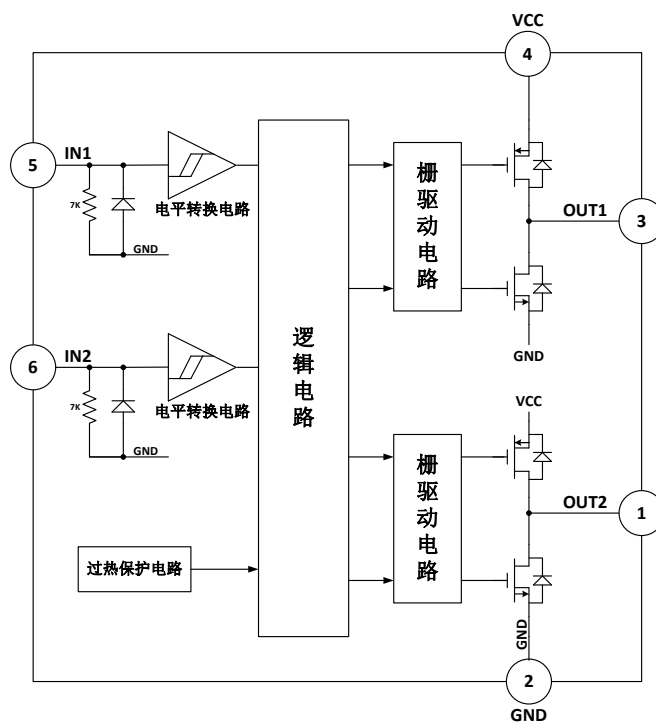 VCC
4
5
IN1
7K
GND
电平转换电路
栅驱动电路
OUT1
3
GND
逻辑电路
6
IN2
7K
GND
电平转换电路
VCC
栅驱动电路
OUT2
1
过热保护电路
GND
2
GND